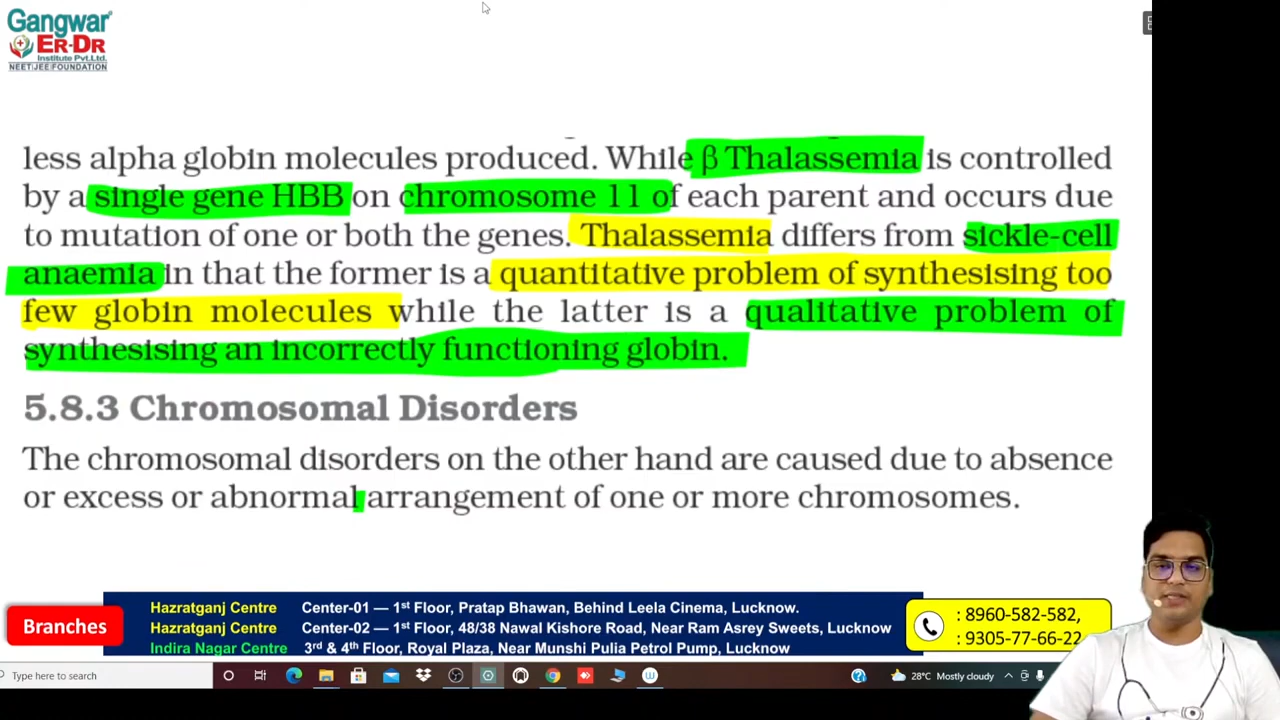 Gangwar
ER-DR
Institute Pvt.Ltd.
NEET|JEE|FOUNDATION
less alpha globin molecules produced. While β Thalassemia is controlled
by a single gene HBB on chromosome 11 of each parent and occurs due
to mutation of one or both the genes. Thalassemia differs from sickle-cell
anaemia in that the former is a quantitative problem of synthesising too
few globin molecules while the latter is a qualitative problem of
synthesising an incorrectly functioning globin.
5.8.3 Chromosomal Disorders
The chromosomal disorders on the other hand are caused due to absence
or excess or abnormal arrangement of one or more chromosomes.
Branches
Hazratganj Centre Center-01 — 1st Floor, Pratap Bhawan, Behind Leela Cinema, Lucknow.
Hazratganj Centre Center-02 — 1st Floor, 48/38 Nawal Kishore Road, Near Ram Asrey Sweets, Lucknow
Indira Nagar Centre 3rd & 4th Floor, Royal Plaza, Near Munshi Pulia Petrol Pump, Lucknow
: 8960-582-582,
: 9305-77-66-22
Type here to search
28°C Mostly cloudy